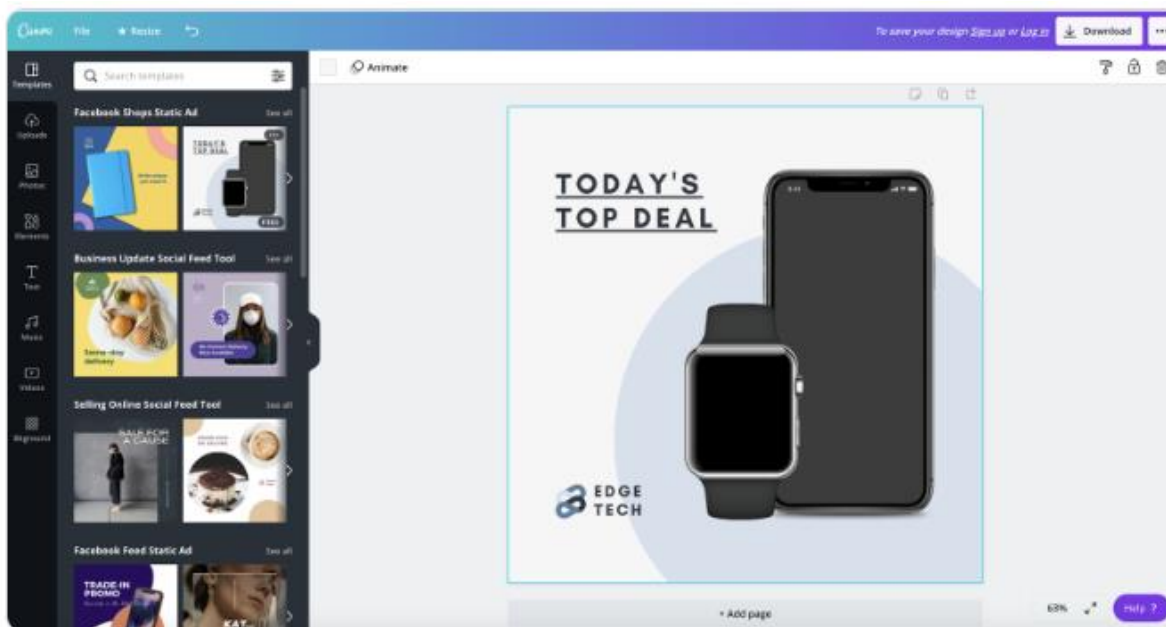 Canva
File
Resize
To save your design Sign up or Log in
Download
Templates
Uploads
Photos
Elements
Text
Music
Videos
Bkground
Search templates
Animate
Facebook Shops Static Ad
See all
TODAY'S
TOP DEAL
FREE
Business Update Social Feed Tool
See all
Same-day
delivery
Selling Online Social Feed Tool
See all
SALE FOR
A CAUSE
Facebook Feed Static Ad
See all
TRADE-IN
PROMO
KAT
TODAY'S
TOP DEAL
EDGE
TECH
+ Add page
63%
Help ?